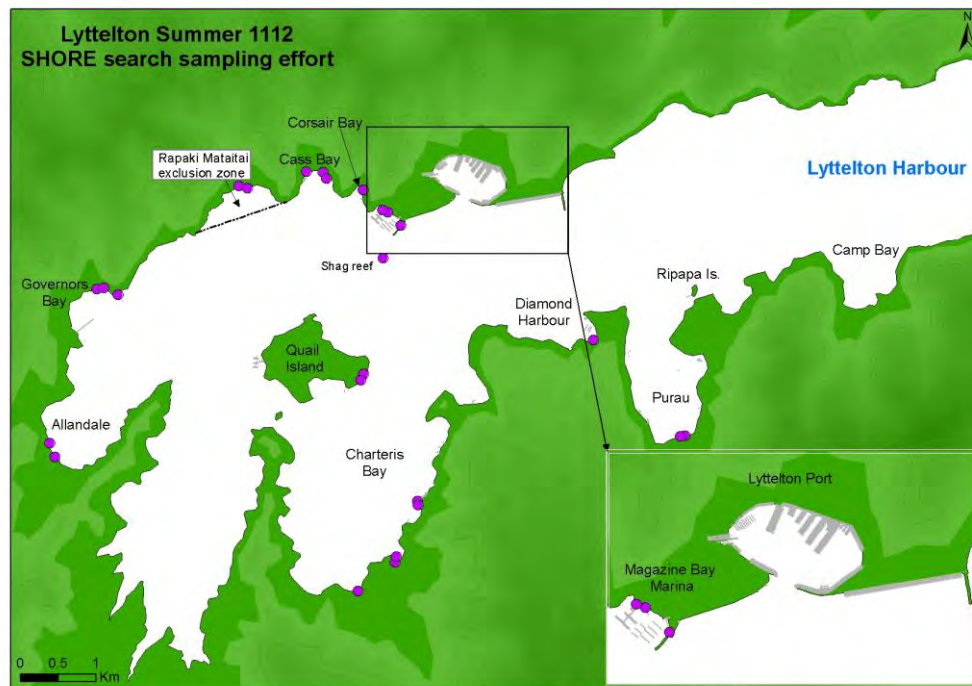 Lyttelton Summer 1112
SHORE search sampling effort
N
Corsair Bay
Cass Bay
Rapaki Mataitai
exclusion zone
Lyttelton Harbour
Shag reef
Camp Bay
Ripapa Is.
Governors
Bay
Diamond
Harbour
Quail
Island
Purau
Allandale
Charteris
Bay
Lyttelton Port
Magazine Bay
Marina
0 0.5 1
Km